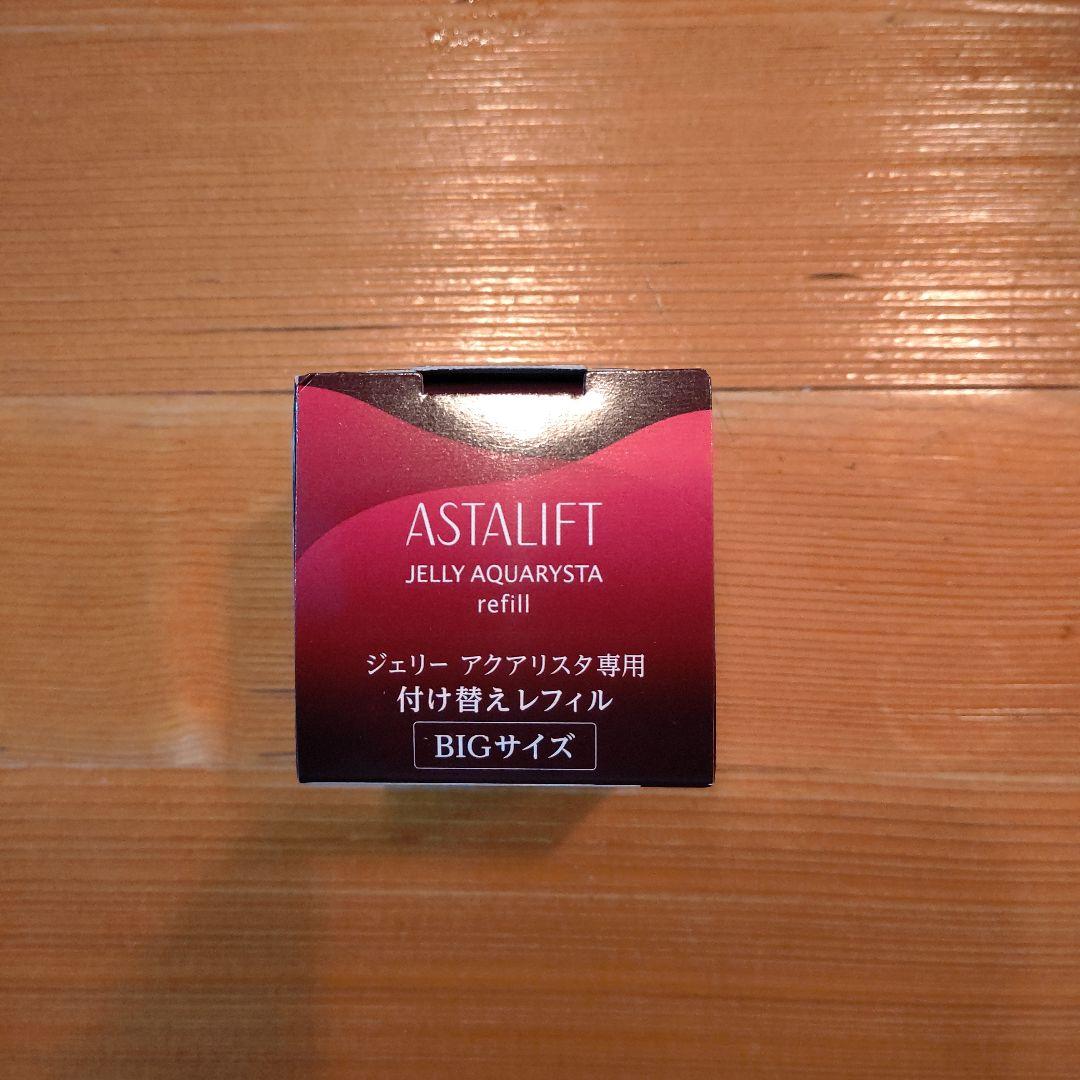 ASTALIFT
JELLY AQUARYSTA
refill
ジェリー アクアリスタ専用
付け替えレフィル
BIGサイズ